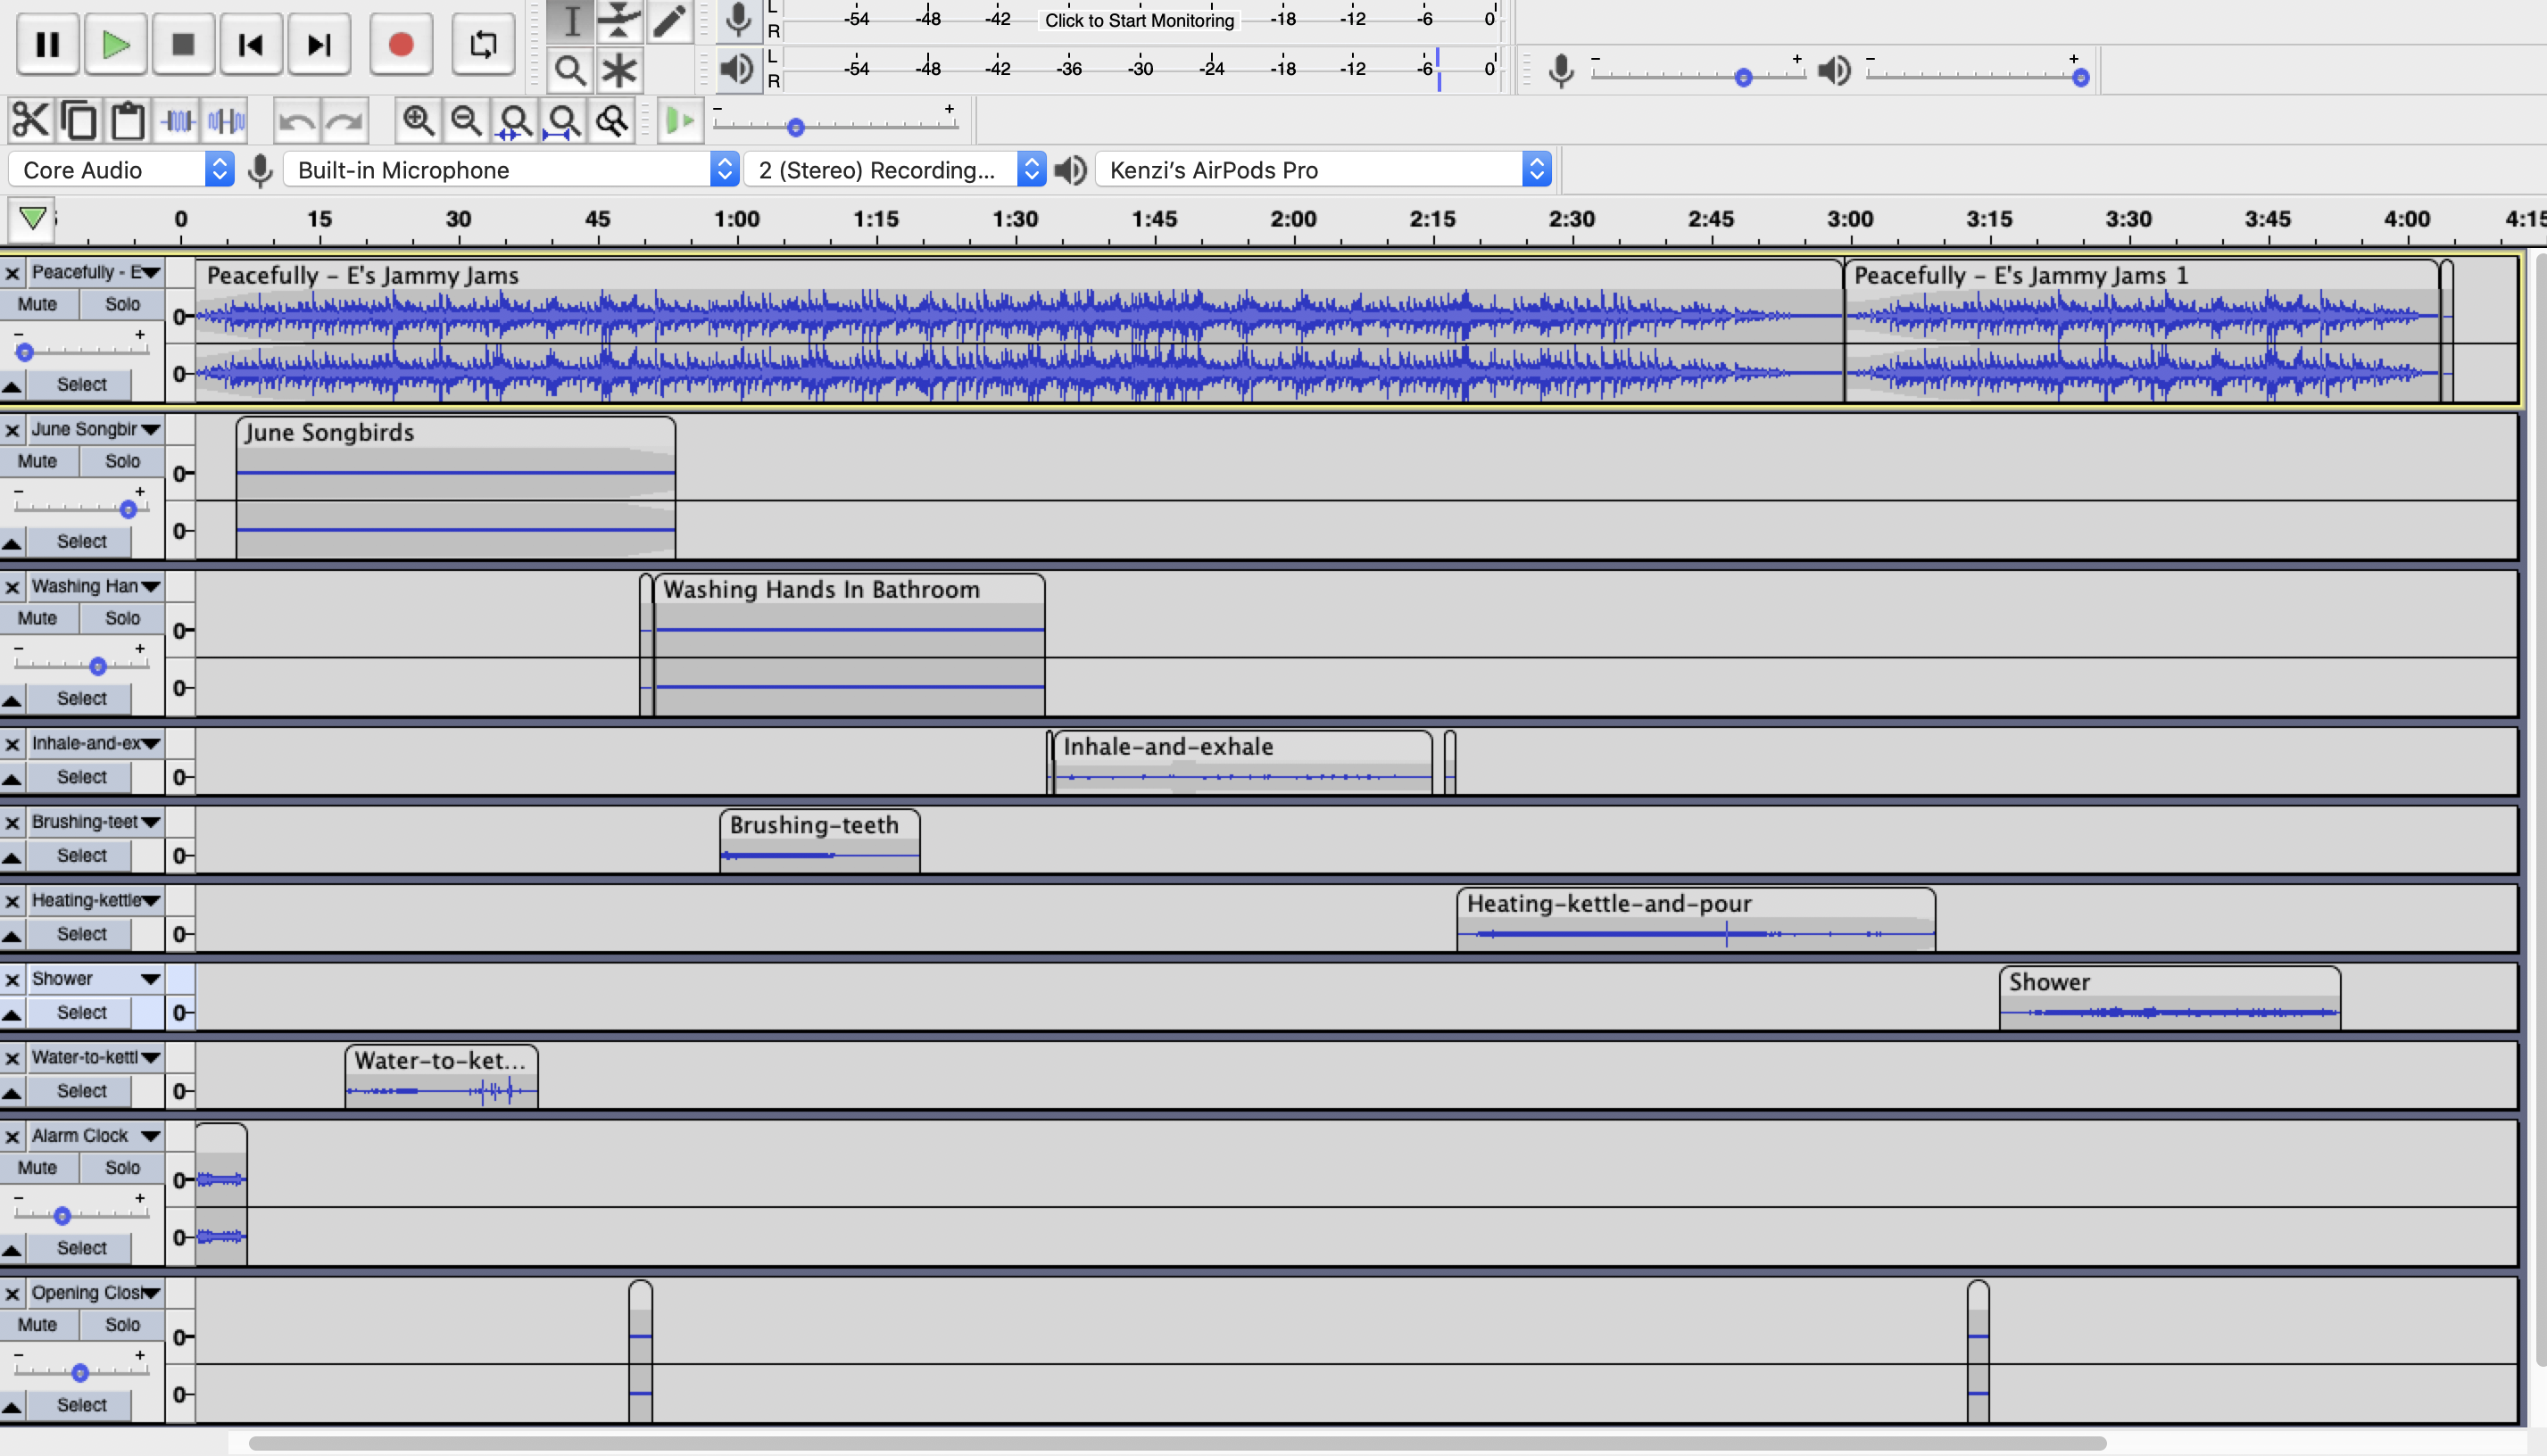 L -54 -48 -42 Click to Start Monitoring -18 -12 -6 0
R
L -54 -48 -42 -36 -30 -24 -18 -12 -6 0
R
- + - +
- +
Core Audio Built-in Microphone 2 (Stereo) Recording... Kenzi's AirPods Pro
0 15 30 45 1:00 1:15 1:30 1:45 2:00 2:15 2:30 2:45 3:00 3:15 3:30 3:45 4:00 4:15
Peacefully - E Peacefully – E's Jammy Jams Peacefully – E's Jammy Jams 1
Mute Solo 0
- +
Select 0
June Songbir June Songbirds
Mute Solo 0
- +
Select 0
Washing Han Washing Hands In Bathroom
Mute Solo 0
- +
Select 0
Inhale-and-ex Inhale-and-exhale
Select 0
Brushing-teet Brushing-teeth
Select 0
Heating-kettle Heating-kettle-and-pour
Select 0
Shower Shower
Select 0
Water-to-kettl Water-to-ket...
Select 0
Alarm Clock
Mute Solo 0
- +
Select 0
Opening Closi
Mute Solo 0
- +
Select 0